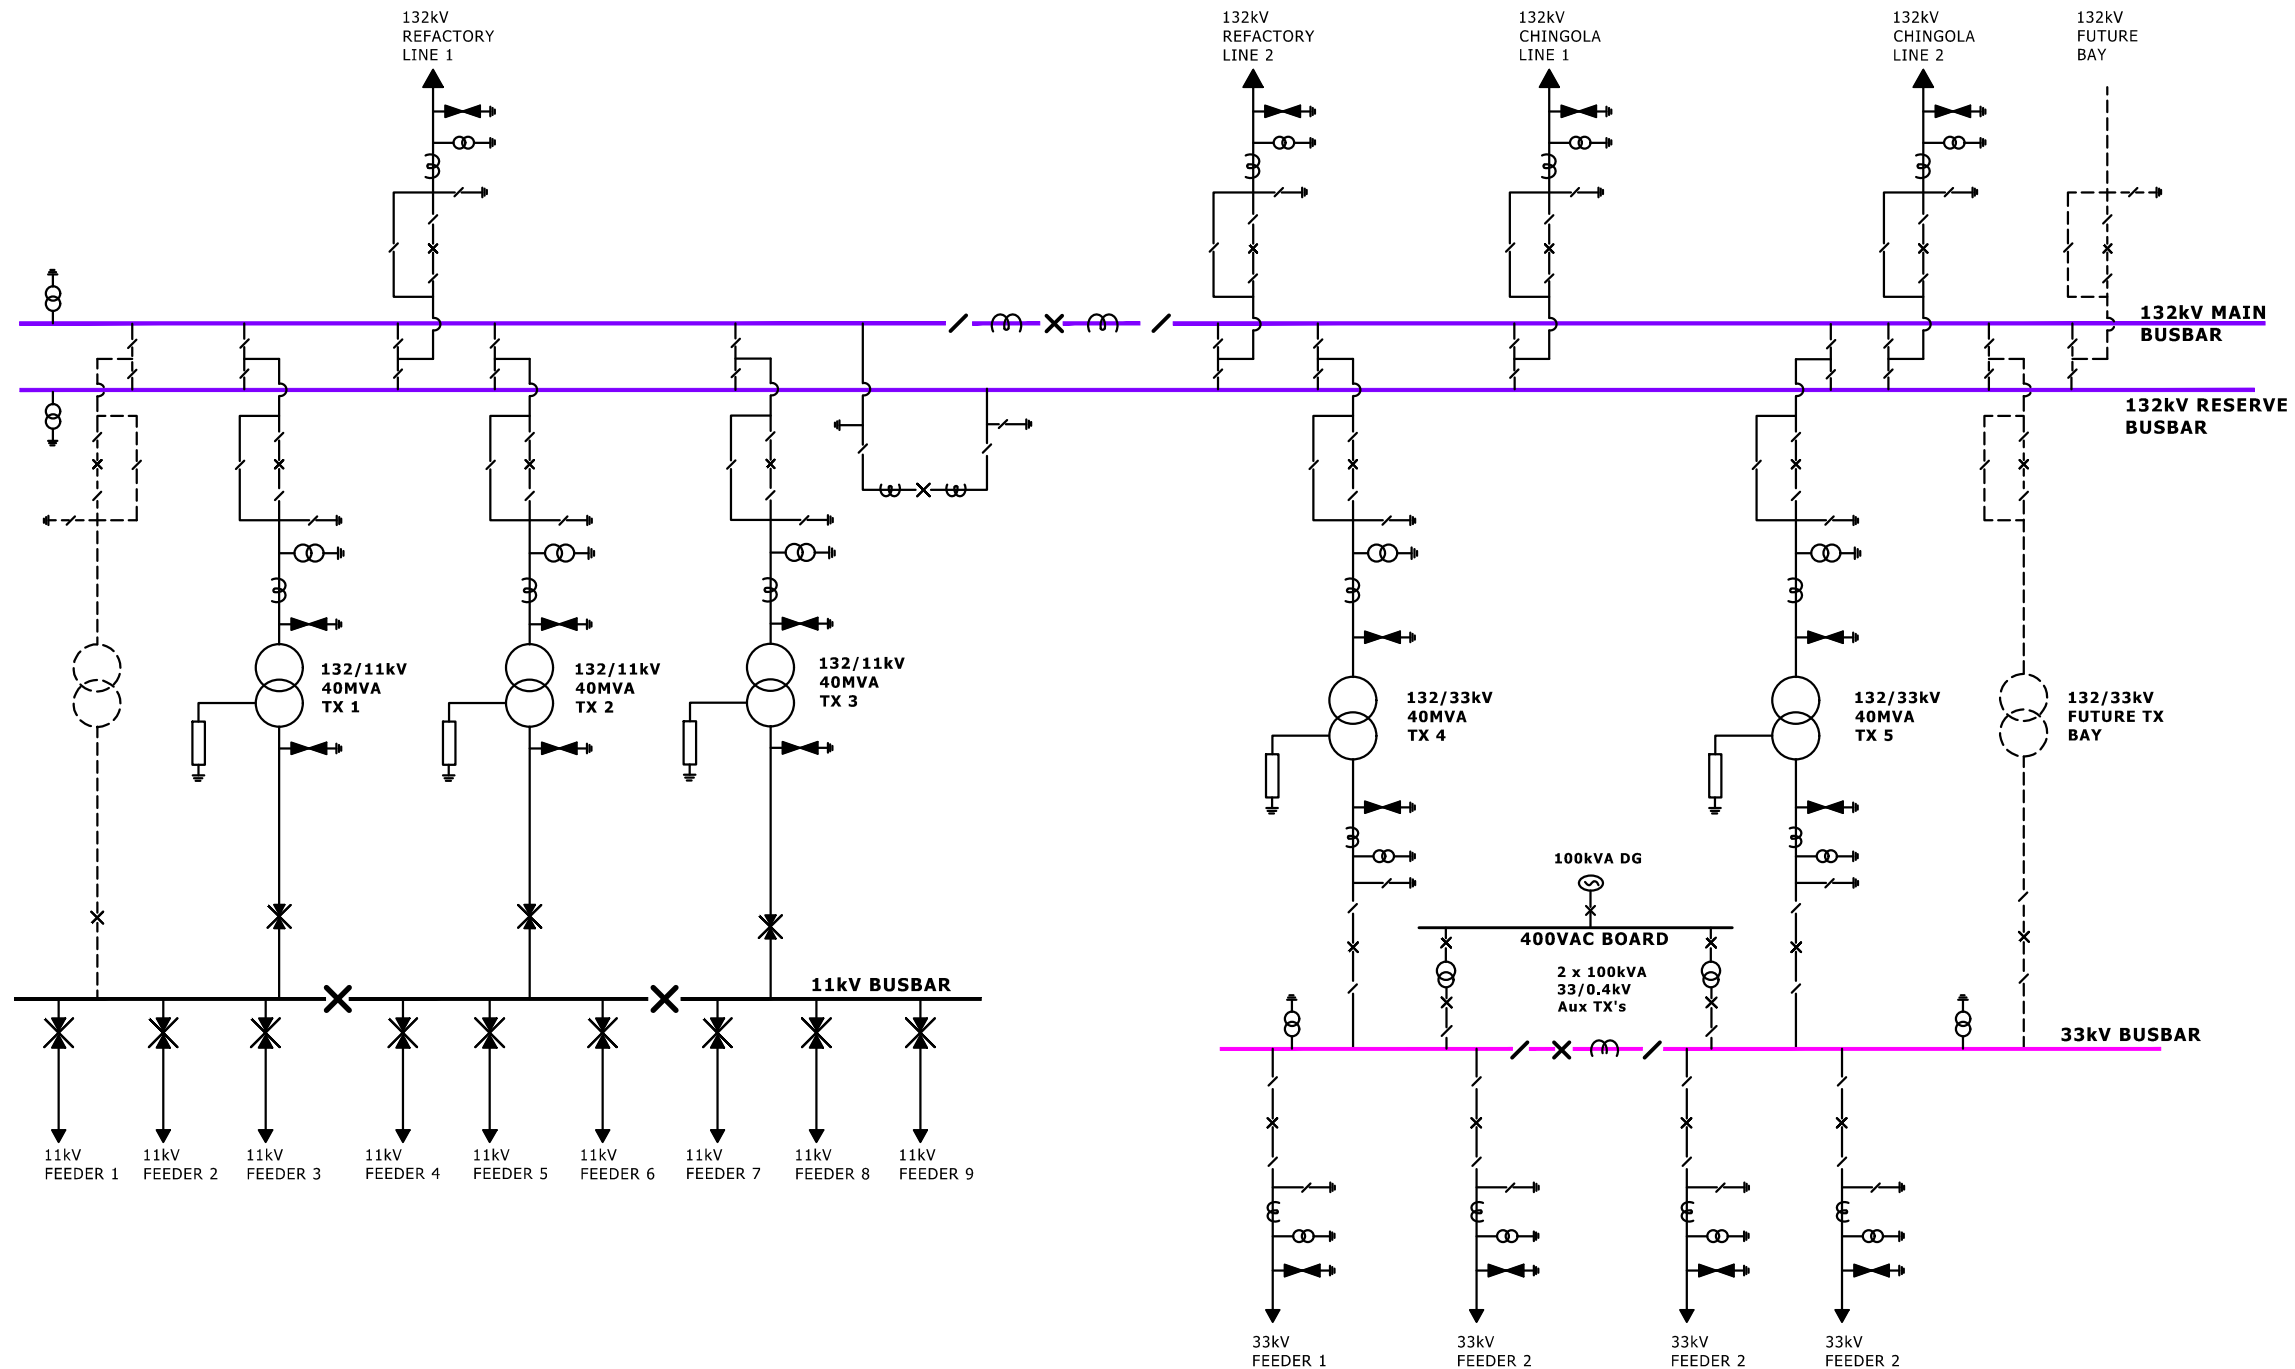 132kV
REFACTORY
LINE 1
132kV
REFACTORY
LINE 2
132kV
CHINGOLA
LINE 1
132kV
CHINGOLA
LINE 2
132kV
FUTURE
BAY
132kV MAIN
BUSBAR
132kV RESERVE
BUSBAR
132/11kV
40MVA
TX 1
132/11kV
40MVA
TX 2
132/11kV
40MVA
TX 3
132/33kV
40MVA
TX 4
132/33kV
40MVA
TX 5
132/33kV
FUTURE TX
BAY
100kVA DG
400VAC BOARD
2 x 100kVA
33/0.4kV
Aux TX's
11kV BUSBAR
33kV BUSBAR
11kV
FEEDER 1
11kV
FEEDER 2
11kV
FEEDER 3
11kV
FEEDER 4
11kV
FEEDER 5
11kV
FEEDER 6
11kV
FEEDER 7
11kV
FEEDER 8
11kV
FEEDER 9
33kV
FEEDER 1
33kV
FEEDER 2
33kV
FEEDER 2
33kV
FEEDER 2